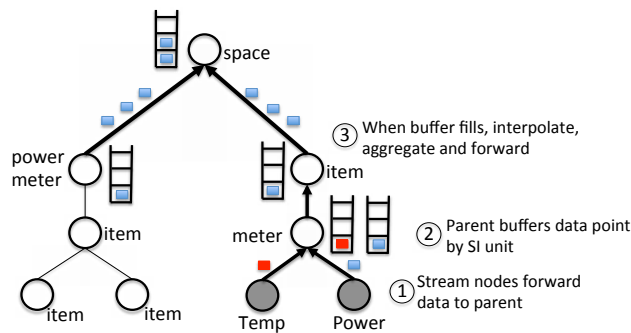 space
③ When buffer fills, interpolate,
aggregate and forward
power
meter
item
item
meter
② Parent buffers data point
by SI unit
① Stream nodes forward
data to parent
item
item
Temp
Power